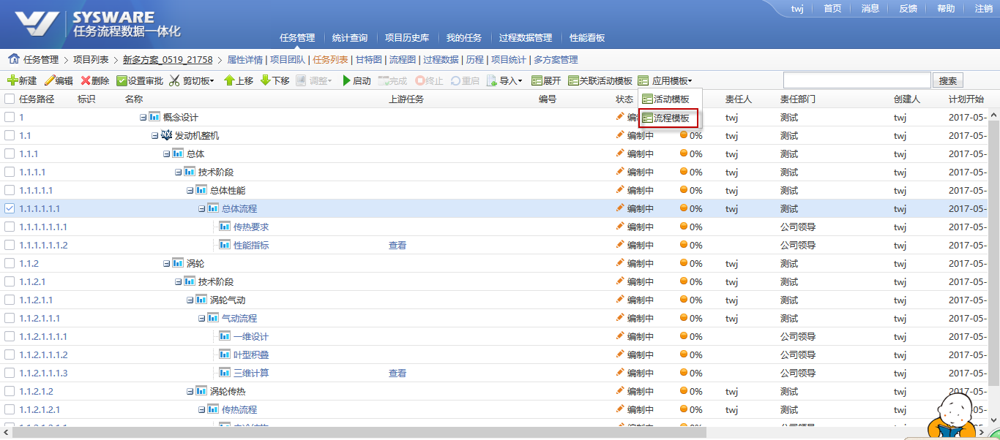 SYSWARE
任务流程数据一体化
twj 首页 消息 反馈 帮助 注销
任务管理 统计查询 项目历史库 我的任务 过程数据管理 性能看板
任务管理 > 项目列表 > 新多方案_0519_21758 > 属性详情 | 项目团队 | 任务列表 | 甘特图 | 流程图 | 过程数据 | 历程 | 项目统计 | 多方案管理
新建 编辑 删除 设置审批 剪切板 上移 下移 调整 启动 完成 终止 重启 导入 展开 关联活动模板 应用模板 搜索
任务路径 标识 名称 上游任务 编号 状态 责任人 责任部门 创建人 计划开始
活动模板
流程模板
1 概念设计 编 twj 测试 twj 2017-05-
1.1 发动机整机 编制中 0% twj 测试 twj 2017-05-
1.1.1 总体 编制中 0% twj 测试 twj 2017-05-
1.1.1.1 技术阶段 编制中 0% twj 测试 twj 2017-05-
1.1.1.1.1 总体性能 编制中 0% twj 测试 twj 2017-05-
1.1.1.1.1.1 总体流程 编制中 0% twj 测试 twj 2017-05-
1.1.1.1.1.1.1 传热要求 编制中 0% 公司领导 twj 2017-05-
1.1.1.1.1.1.2 性能指标 查看 编制中 0% 公司领导 twj 2017-05-
1.1.2 涡轮 编制中 0% twj 测试 twj 2017-05-
1.1.2.1 技术阶段 编制中 0% twj 测试 twj 2017-05-
1.1.2.1.1 涡轮气动 编制中 0% twj 测试 twj 2017-05-
1.1.2.1.1.1 气动流程 编制中 0% twj 测试 twj 2017-05-
1.1.2.1.1.1.1 一维设计 编制中 0% 公司领导 twj 2017-05-
1.1.2.1.1.1.2 叶型积叠 编制中 0% 公司领导 twj 2017-05-
1.1.2.1.1.1.3 三维计算 查看 编制中 0% 公司领导 twj 2017-05-
1.1.2.1.2 涡轮传热 编制中 0% twj 测试 twj 2017-05-
1.1.2.1.2.1 传热流程 编制中 0% twj 测试 twj 2017-05-